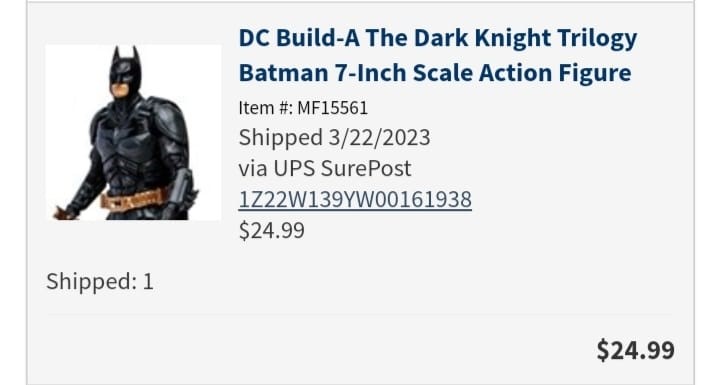 DC Build-A The Dark Knight Trilogy
Batman 7-Inch Scale Action Figure
Item #: MF15561
Shipped 3/22/2023
via UPS SurePost
1Z22W139YW00161938
$24.99
Shipped: 1
$24.99